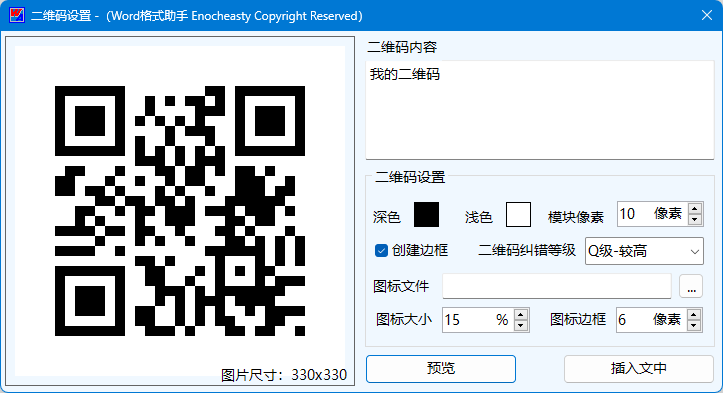 二维码设置 -（Word格式助手 Enocheasty Copyright Reserved）
二维码内容
我的二维码
二维码设置
深色 浅色 模块像素 10 像素
创建边框 二维码纠错等级 Q级-较高
图标文件 ...
图标大小 15 % 图标边框 6 像素
图片尺寸：330x330
预览 插入文中